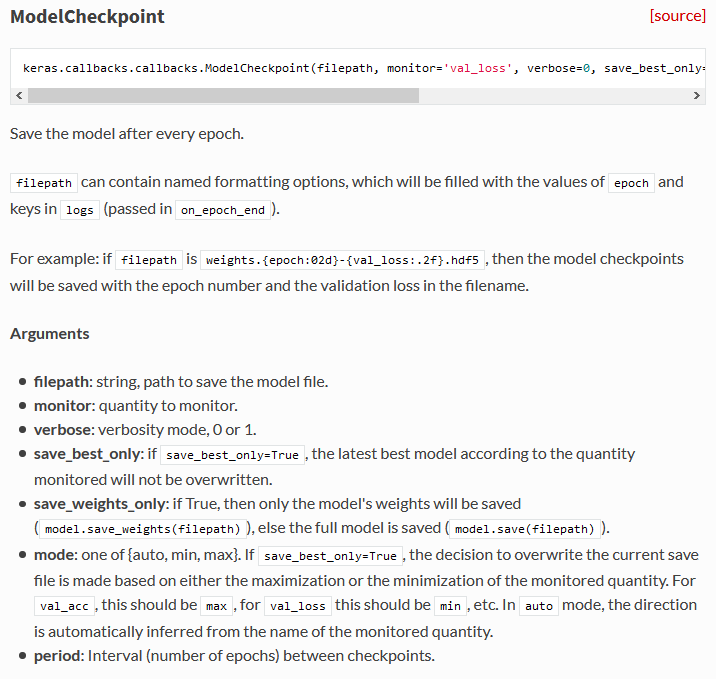 ModelCheckpoint [source]
keras.callbacks.callbacks.ModelCheckpoint(filepath, monitor='val_loss', verbose=0, save_best_only=
Save the model after every epoch.
filepath can contain named formatting options, which will be filled with the values of epoch and
keys in logs (passed in on_epoch_end ).
For example: if filepath is weights.{epoch:02d}-{val_loss:.2f}.hdf5 , then the model checkpoints
will be saved with the epoch number and the validation loss in the filename.
Arguments
• filepath: string, path to save the model file.
• monitor: quantity to monitor.
• verbose: verbosity mode, 0 or 1.
• save_best_only: if save_best_only=True , the latest best model according to the quantity
monitored will not be overwritten.
• save_weights_only: if True, then only the model's weights will be saved
( model.save_weights(filepath) ), else the full model is saved ( model.save(filepath) ).
• mode: one of {auto, min, max}. If save_best_only=True , the decision to overwrite the current save
file is made based on either the maximization or the minimization of the monitored quantity. For
val_acc , this should be max , for val_loss this should be min , etc. In auto mode, the direction
is automatically inferred from the name of the monitored quantity.
• period: Interval (number of epochs) between checkpoints.